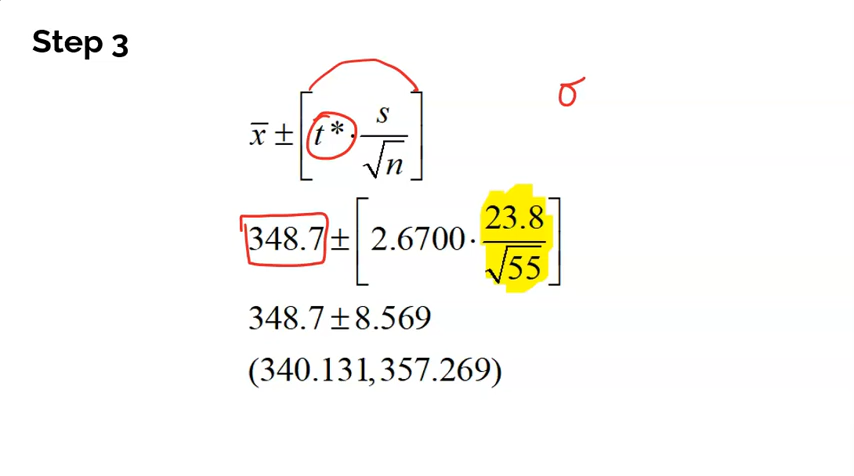 Step 3
σ
x̄ ± [t* · s/√n]
348.7 ± [2.6700 · 23.8/√55]
348.7 ± 8.569
(340.131, 357.269)